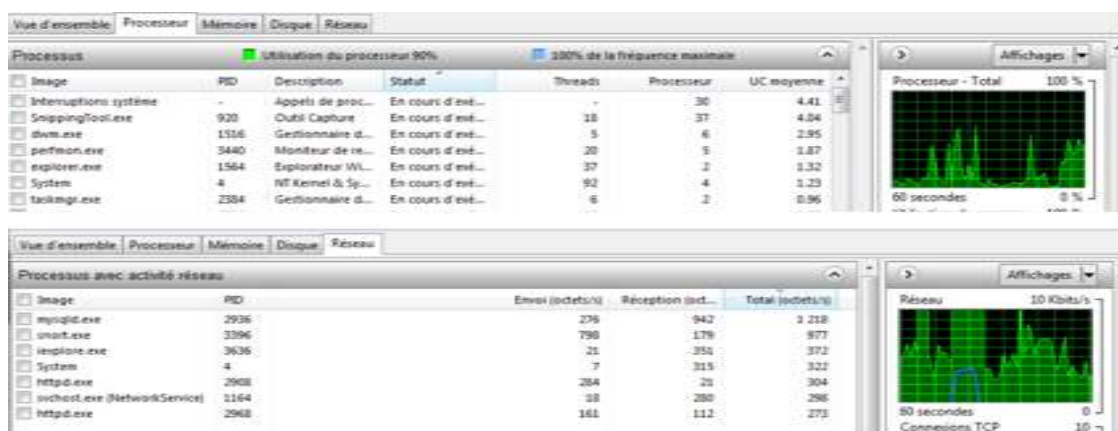 Vue d'ensemble Processeur Mémoire Disque Réseau
Processus Utilisation du processeur 90% 100% de la fréquence maximale Affichages
Image PID Description Statut Threads Processeur UC moyenne Processeur - Total 100 %
Interruptions système - Appels de proc... En cours d'exé... - 30 4.41
SnippingTool.exe 920 Outil Capture En cours d'exé... 18 37 4.04
dwm.exe 1516 Gestionnaire d... En cours d'exé... 5 6 2.95
perfmon.exe 3440 Moniteur de re... En cours d'exé... 20 5 1.87
explorer.exe 1564 Explorateur Wi... En cours d'exé... 37 2 1.32
System 4 NT Kernel & Sy... En cours d'exé... 92 4 1.23
taskmgr.exe 2384 Gestionnaire d... En cours d'exé... 6 2 0.96 60 secondes 0 %
Vue d'ensemble Processeur Mémoire Disque Réseau
Processus avec activité réseau Affichages
Image PID Envoi (octets/s) Réception (oct... Total (octets/s) Réseau 10 Kbits/s
mysqld.exe 2936 276 942 1 218
snort.exe 3396 798 179 977
iexplore.exe 3636 21 351 372
System 4 7 315 322
httpd.exe 2908 284 21 304
svchost.exe (NetworkService) 1164 18 280 298
httpd.exe 2968 161 112 273 60 secondes 0
Connexions TCP 10